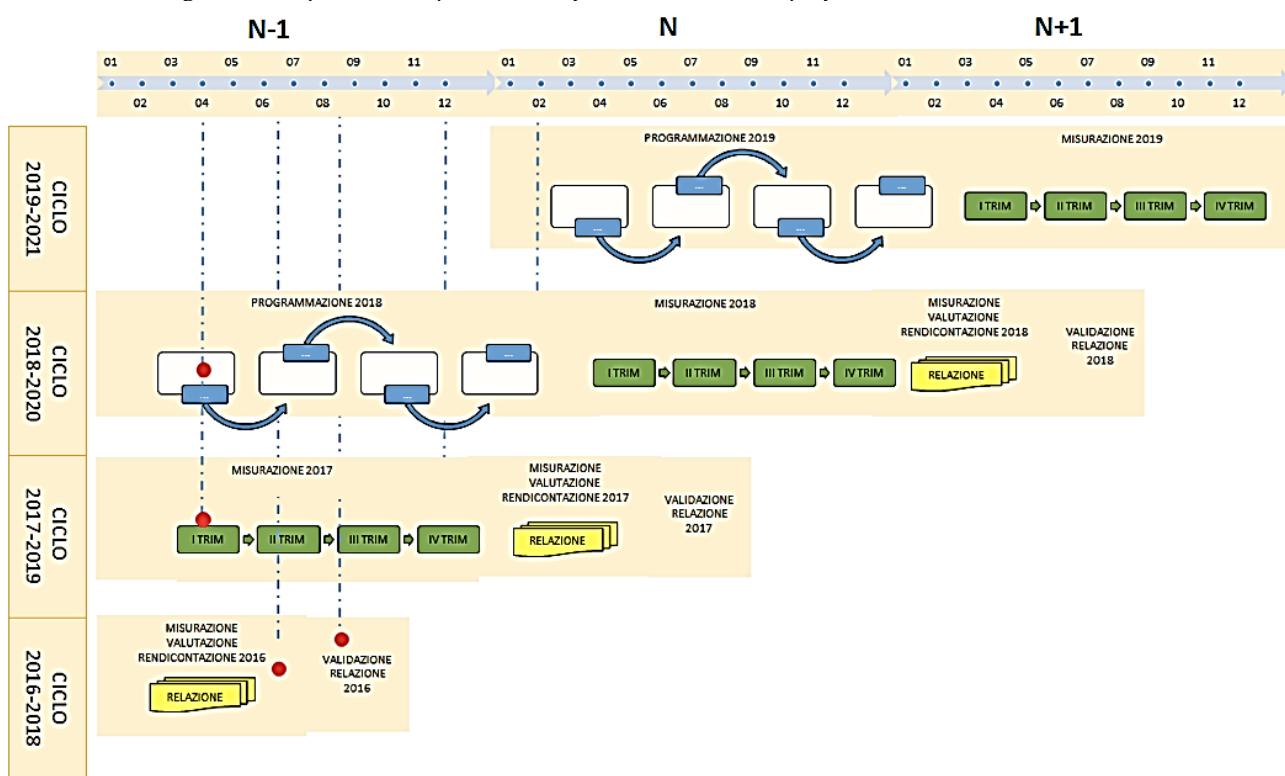 N-1 N N+1
01 03 05 07 09 11 01 03 05 07 09 11 01 03 05 07 09 11
02 04 06 08 10 12 02 04 06 08 10 12 02 04 06 08 10 12
CICLO
2019-2021
PROGRAMMAZIONE 2019
MISURAZIONE 2019
... ... ... ...
I TRIM II TRIM III TRIM IV TRIM
CICLO
2018-2020
PROGRAMMAZIONE 2018
... ... ... ...
MISURAZIONE 2018
I TRIM II TRIM III TRIM IV TRIM
MISURAZIONE
VALUTAZIONE
RENDICONTAZIONE 2018
RELAZIONE
VALIDAZIONE
RELAZIONE
2018
CICLO
2017-2019
MISURAZIONE 2017
I TRIM II TRIM III TRIM IV TRIM
MISURAZIONE
VALUTAZIONE
RENDICONTAZIONE 2017
RELAZIONE
VALIDAZIONE
RELAZIONE
2017
CICLO
2016-2018
MISURAZIONE
VALUTAZIONE
RENDICONTAZIONE 2016
RELAZIONE
VALIDAZIONE
RELAZIONE
2016